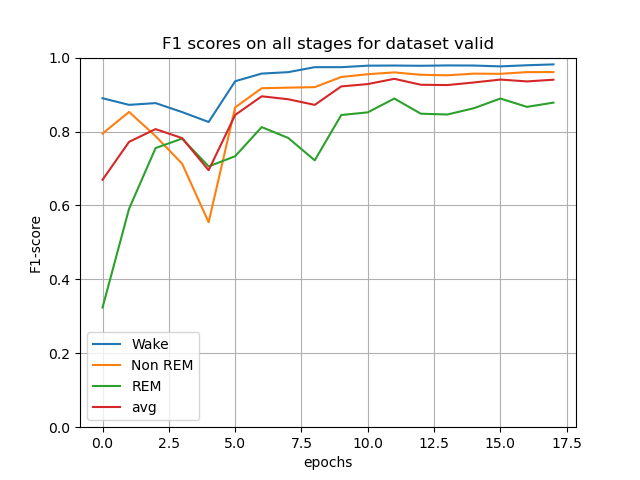 F1 scores on all stages for dataset valid
1.0
0.8
0.6
0.4
0.2
0.0
F1-score
Wake
Non REM
REM
avg
0.0 2.5 5.0 7.5 10.0 12.5 15.0 17.5
epochs